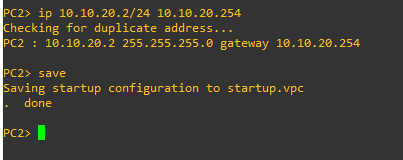 PC2> ip 10.10.20.2/24 10.10.20.254
Checking for duplicate address...
PC2 : 10.10.20.2 255.255.255.0 gateway 10.10.20.254
PC2> save
Saving startup configuration to startup.vpc
.  done
PC2>